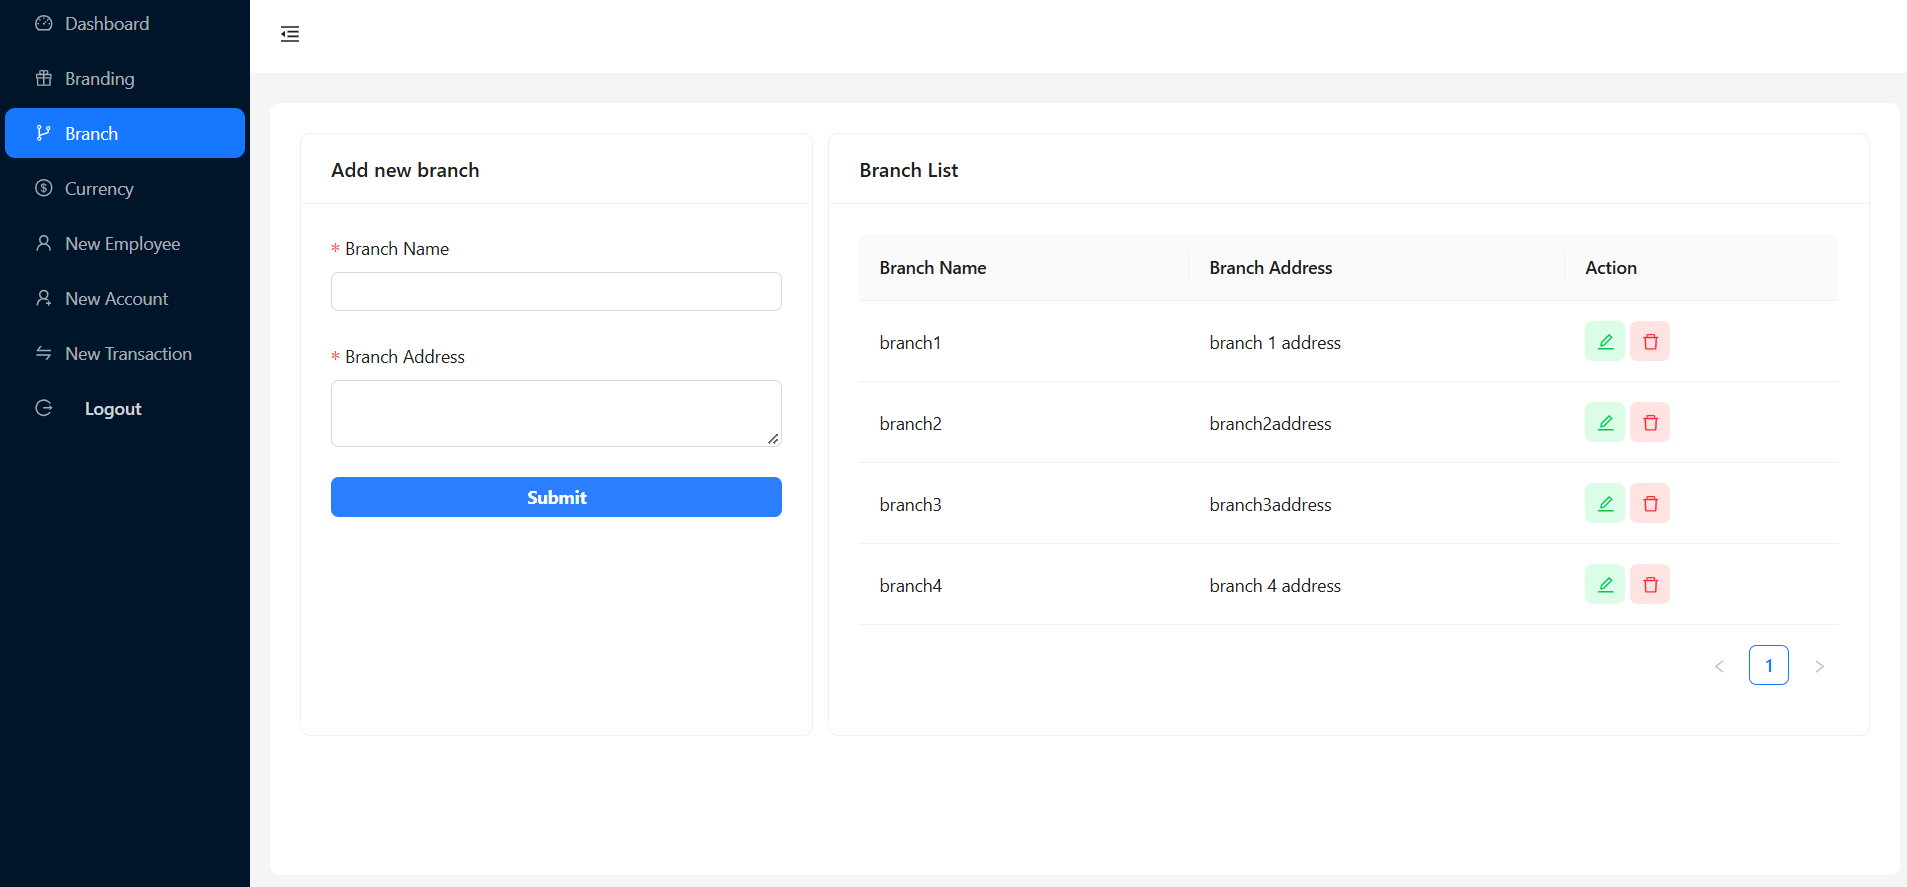 Dashboard
Branding
Branch
Currency
New Employee
New Account
New Transaction
Logout
Add new branch
* Branch Name
* Branch Address
Submit
Branch List
Branch Name Branch Address Action
branch1 branch 1 address
branch2 branch2address
branch3 branch3address
branch4 branch 4 address
1